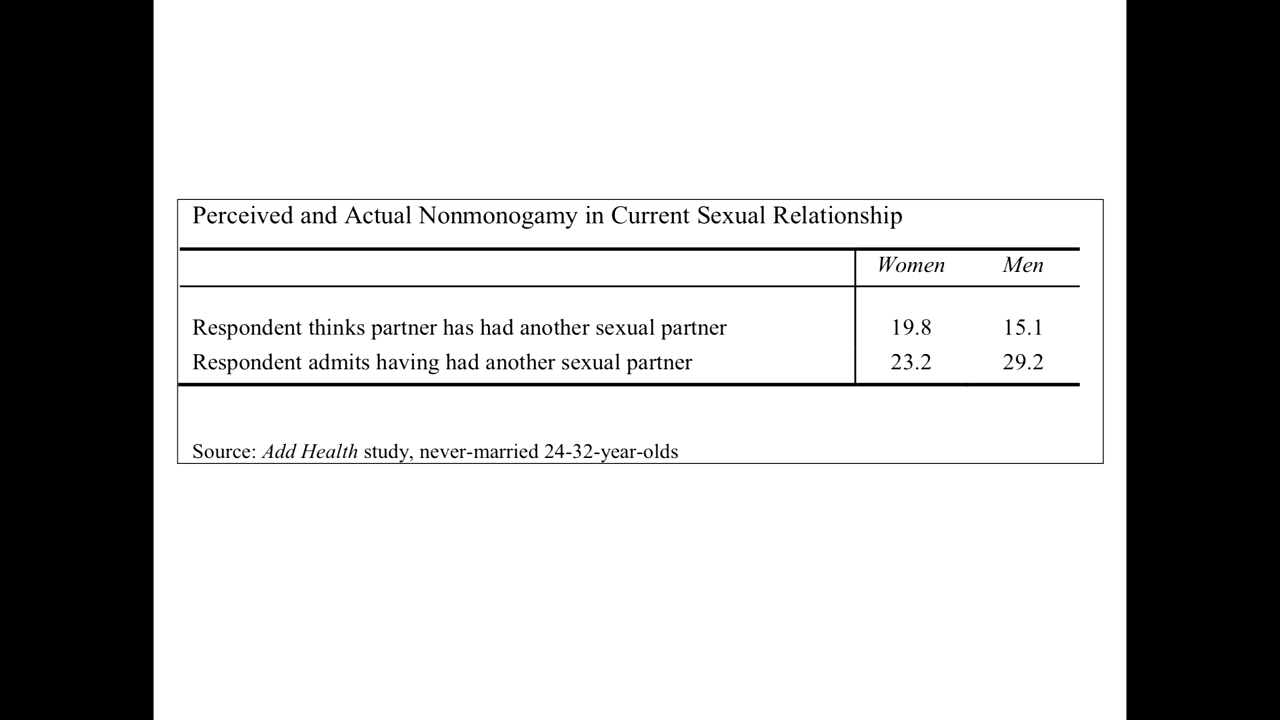 Perceived and Actual Nonmonogamy in Current Sexual Relationship
Women Men
Respondent thinks partner has had another sexual partner 19.8 15.1
Respondent admits having had another sexual partner 23.2 29.2
Source: Add Health study, never-married 24-32-year-olds